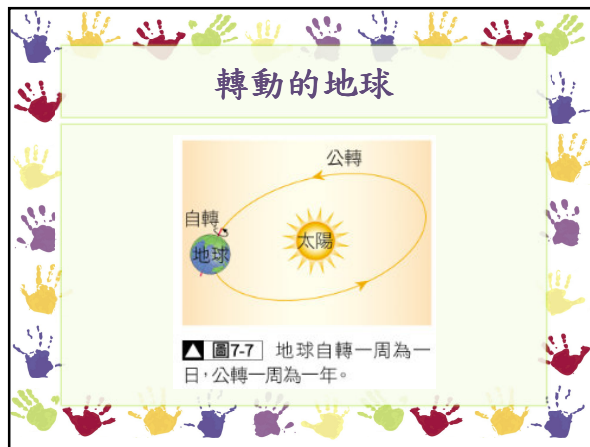 轉動的地球
公轉
自轉
太陽
地球
▲ 圖7-7 地球自轉一周為一
日,公轉一周為一年。